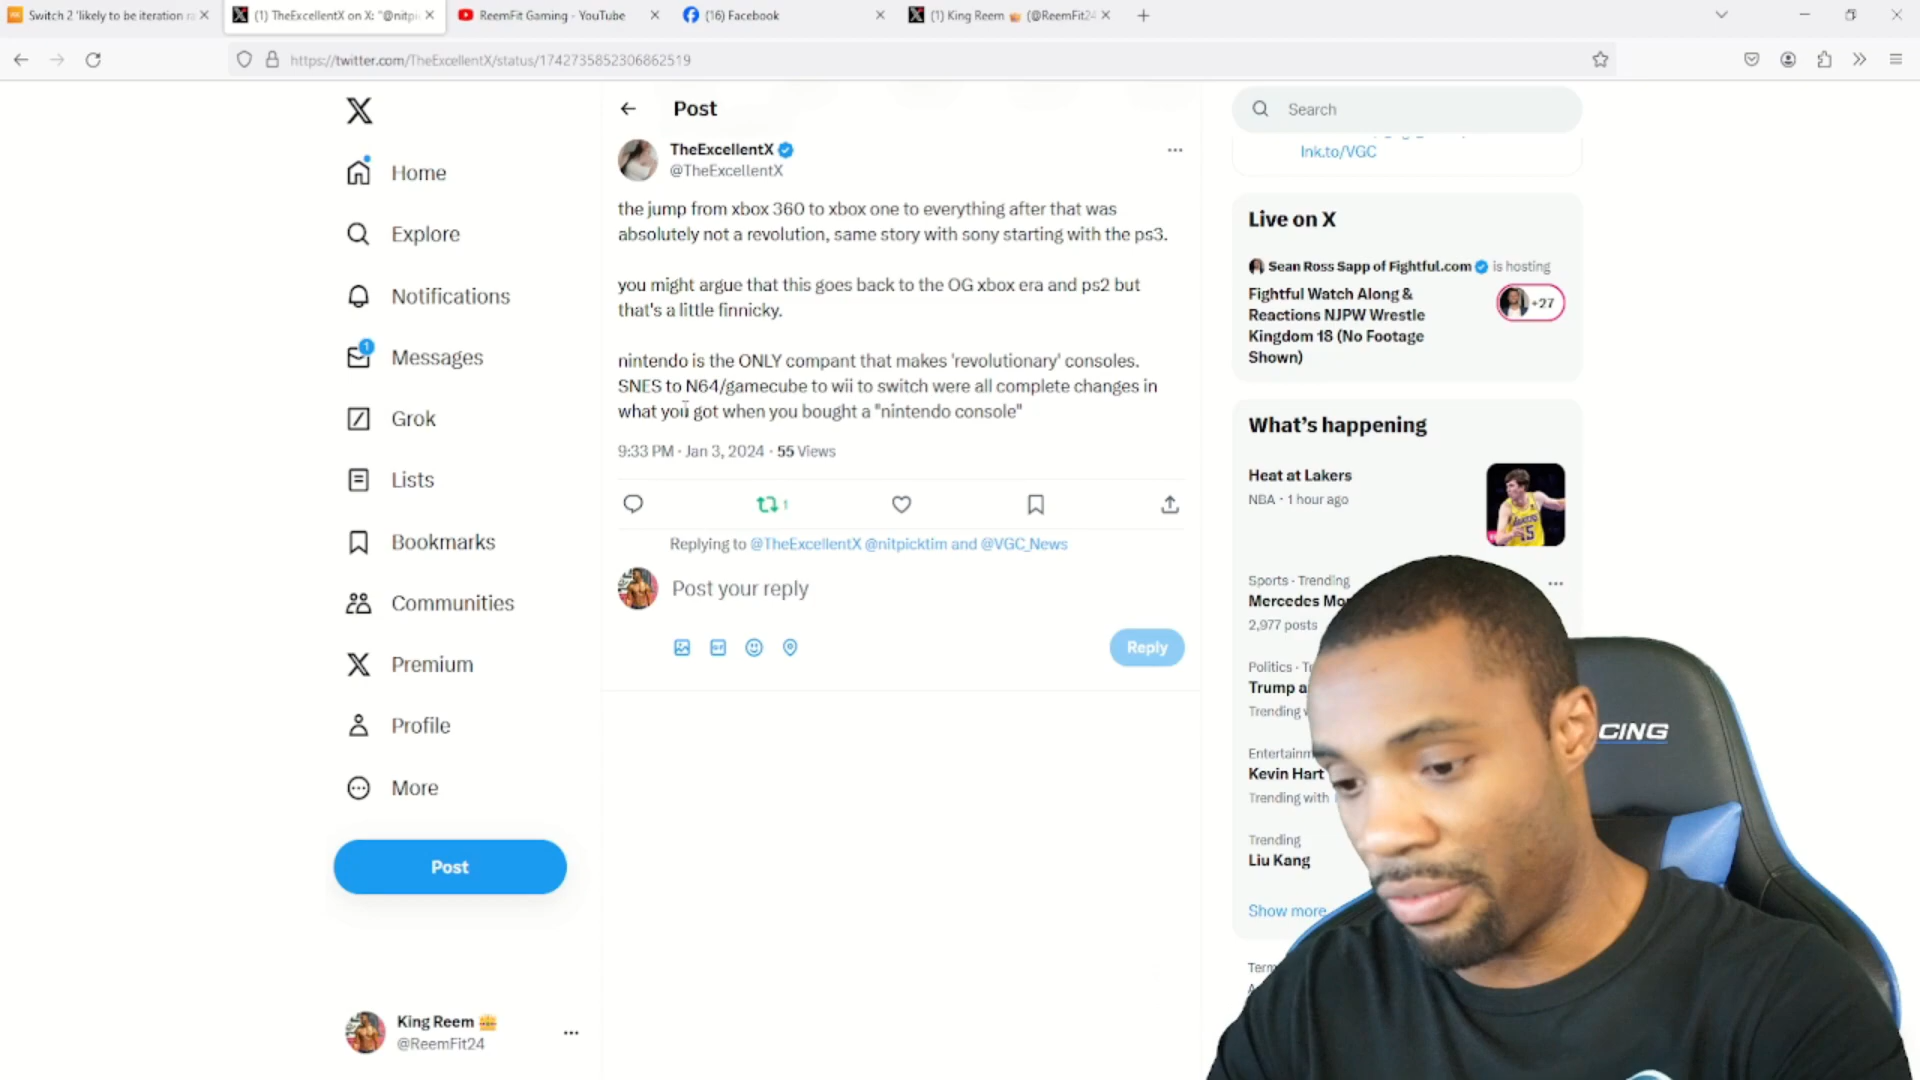 Switch 2 'likely to be iteration
(1) TheExcellentX on X: "@nitpi
ReemFit Gaming - YouTube
(16) Facebook
(1) King Reem 👑 (@ReemFit24
https://twitter.com/TheExcellentX/status/1742735852306862519
Home
Explore
Notifications
1
Messages
Grok
Lists
Bookmarks
Communities
Premium
Profile
More
Post
King Reem 👑
@ReemFit24
Post
TheExcellentX
@TheExcellentX
the jump from xbox 360 to xbox one to everything after that was
absolutely not a revolution, same story with sony starting with the ps3.
you might argue that this goes back to the OG xbox era and ps2 but
that's a little finnicky.
nintendo is the ONLY compant that makes 'revolutionary' consoles.
SNES to N64/gamecube to wii to switch were all complete changes in
what you got when you bought a "nintendo console"
9:33 PM · Jan 3, 2024 · 55 Views
1
Replying to @TheExcellentX @nitpicktim and @VGC_News
Post your reply
GIF
Reply
Search
lnk.to/VGC
Live on X
Sean Ross Sapp of Fightful.com is hosting
Fightful Watch Along &
Reactions NJPW Wrestle
Kingdom 18 (No Footage
Shown)
+27
What's happening
Heat at Lakers
NBA · 1 hour ago
Sports · Trending
Mercedes Mo
2,977 posts
Politics · T
Trump a
Trending
Entertainm
Kevin Hart
Trending with
Trending
Liu Kang
Show more
Term
CING